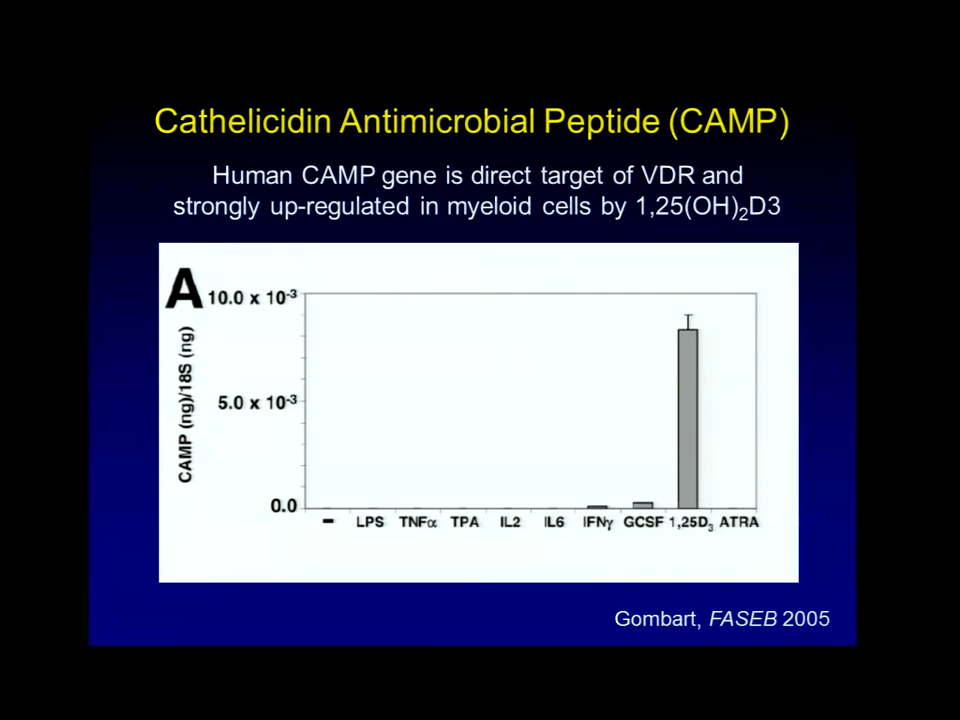 Cathelicidin Antimicrobial Peptide (CAMP)
Human CAMP gene is direct target of VDR and
strongly up-regulated in myeloid cells by 1,25(OH)₂D3
A
10.0 x 10⁻³
5.0 x 10⁻³
0.0
CAMP (ng)/18S (ng)
– LPS TNFα TPA IL2 IL6 IFNγ GCSF 1,25D₃ ATRA
Gombart, FASEB 2005